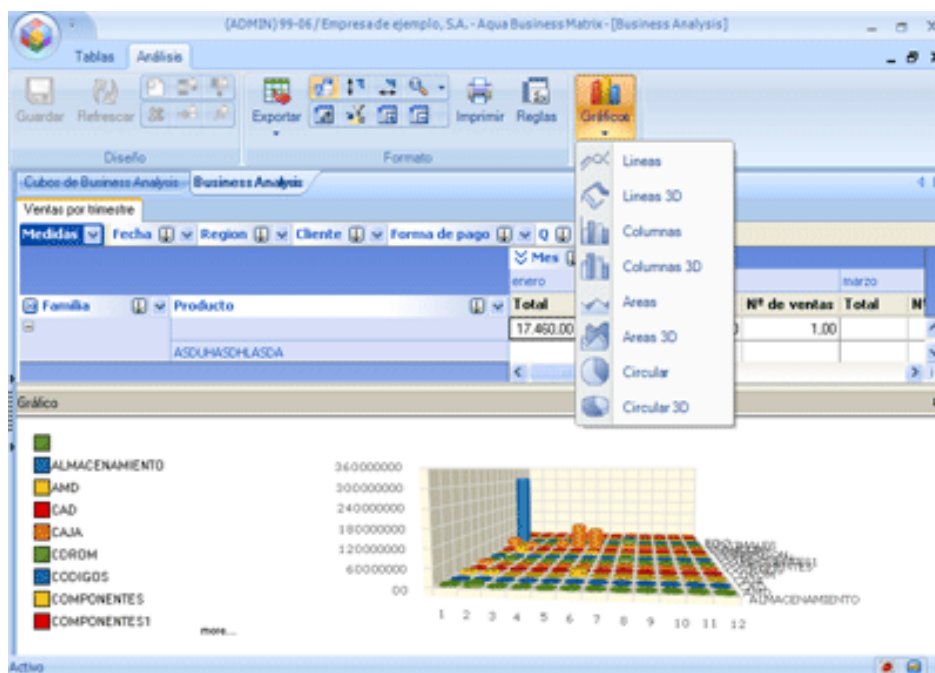 (ADMIN) 99-06 / Empresa de ejemplo, S.A. - Aqua Business Matrix - [Business Analysis]
Tablas Análisis
Guardar Refrescar Exportar Imprimir Reglas Gráficos
Diseño Formato
Lineas
Lineas 3D
Columnas
Columnas 3D
Areas
Areas 3D
Circular
Circular 3D
Cubos de Business Analysis Business Analysis
Ventas por trimestre
Medidas Fecha Region Cliente Forma de pago Q
Mes
enero marzo
Familia Producto Total Nº de ventas Total
17.460,00 1.00
ASDUHASDHLASDA
Gráfico
ALMACENAMIENTO
AMD
CAD
CAJA
CDROM
CODIGOS
COMPONENTES
COMPONENTES1
more...
360000000
300000000
240000000
180000000
120000000
60000000
00
1 2 3 4 5 6 7 8 9 10 11 12
ALMACENAMIENTO
Activo